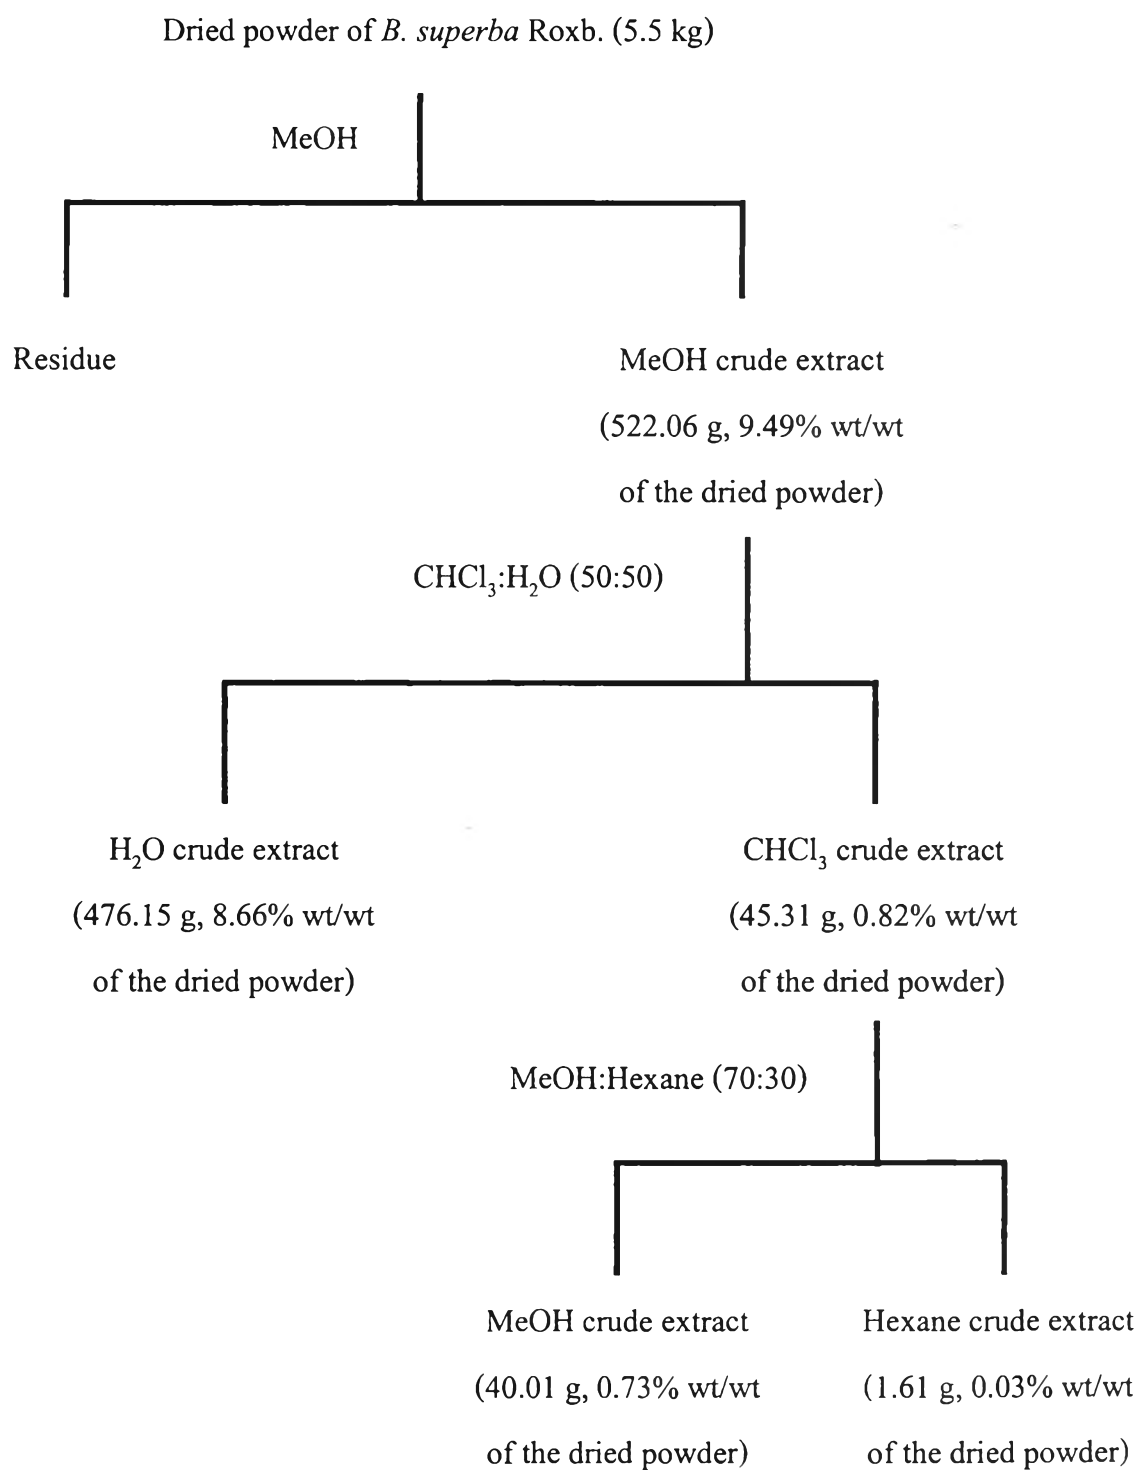 Dried powder of B. superba Roxb. (5.5 kg)
MeOH
Residue
MeOH crude extract
(522.06 g, 9.49% wt/wt
of the dried powder)
CHCl₃:H₂O (50:50)
H₂O crude extract
(476.15 g, 8.66% wt/wt
of the dried powder)
CHCl₃ crude extract
(45.31 g, 0.82% wt/wt
of the dried powder)
MeOH:Hexane (70:30)
MeOH crude extract
(40.01 g, 0.73% wt/wt
of the dried powder)
Hexane crude extract
(1.61 g, 0.03% wt/wt
of the dried powder)